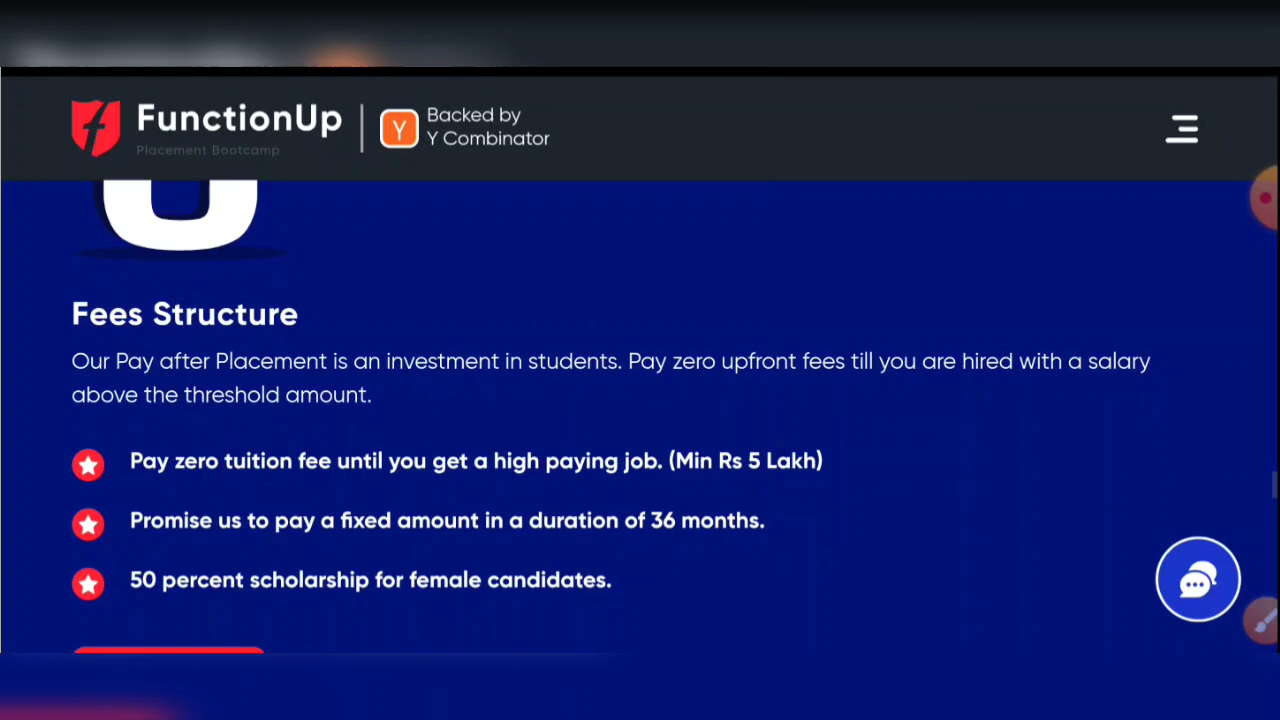 FunctionUp
Placement Bootcamp
Y
Backed by
Y Combinator
Fees Structure
Our Pay after Placement is an investment in students. Pay zero upfront fees till you are hired with a salary
above the threshold amount.
Pay zero tuition fee until you get a high paying job. (Min Rs 5 Lakh)
Promise us to pay a fixed amount in a duration of 36 months.
50 percent scholarship for female candidates.